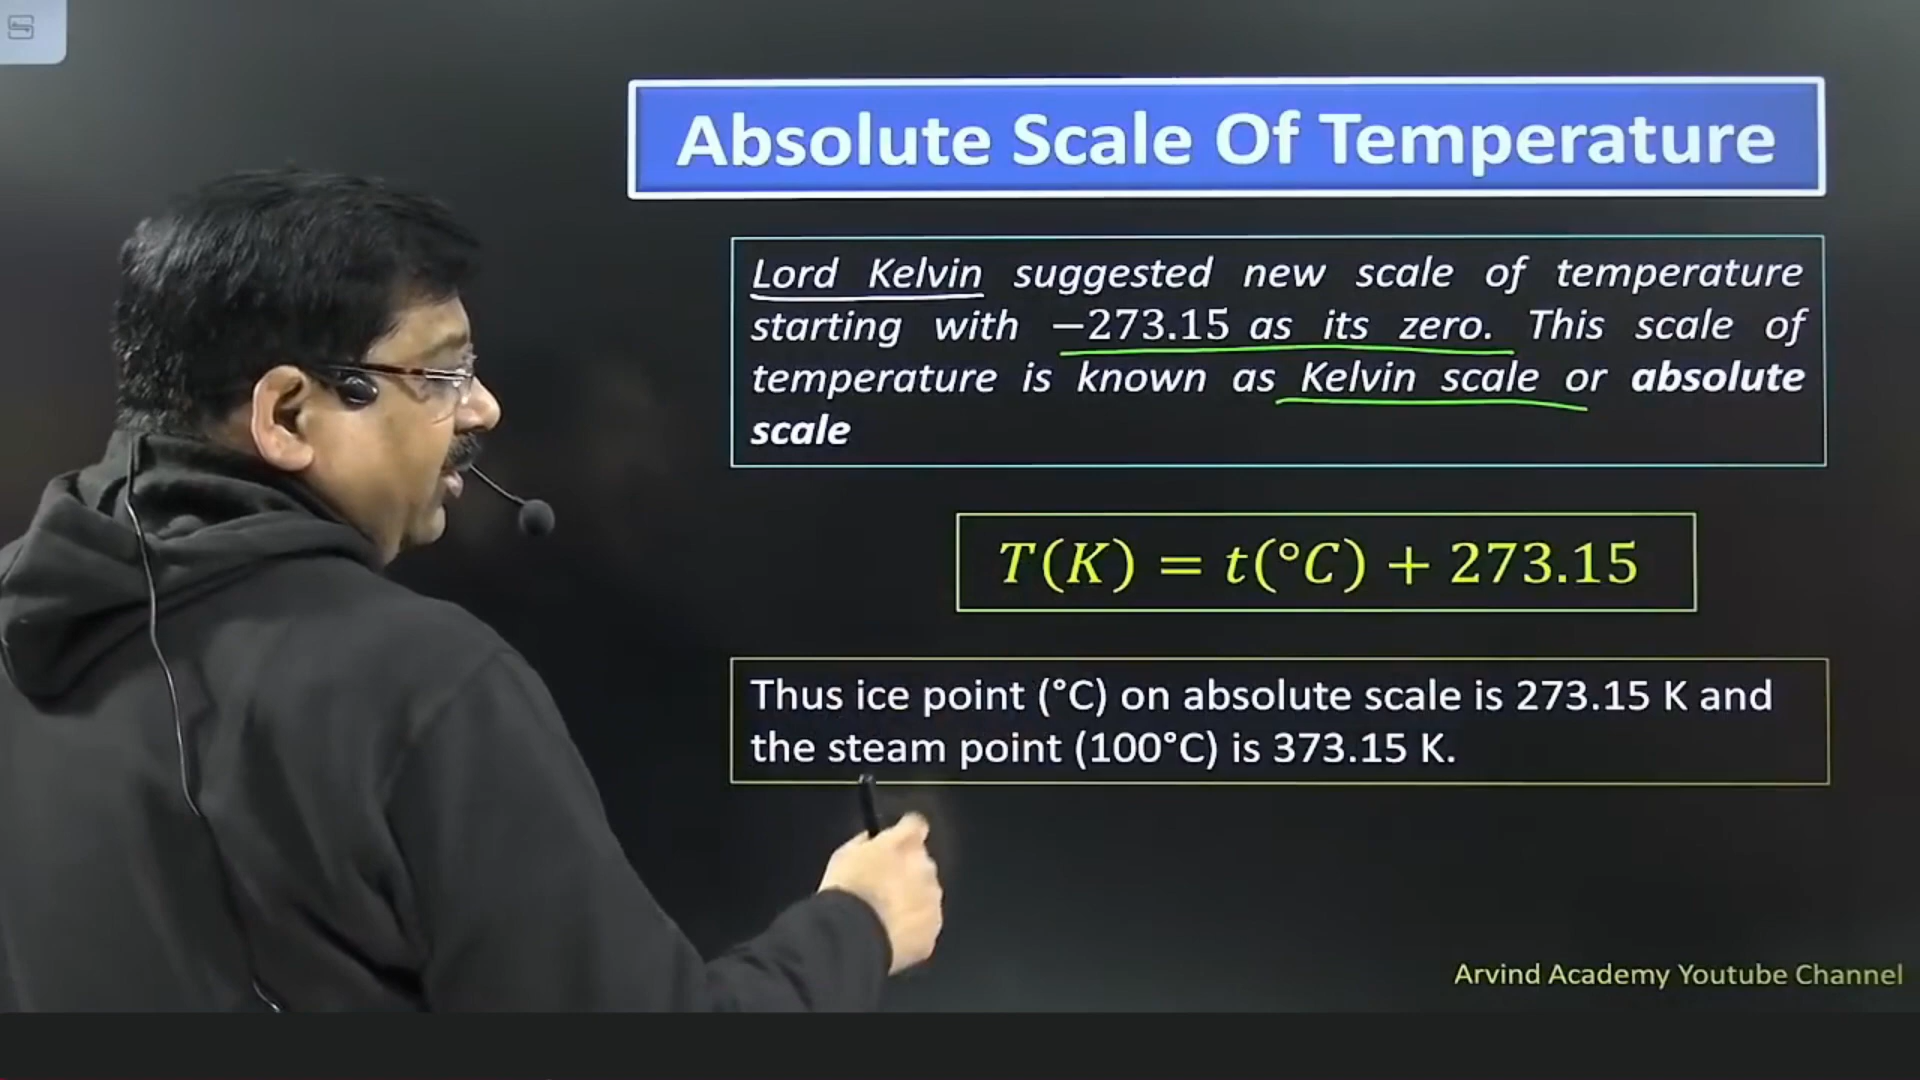 Absolute Scale Of Temperature
Lord Kelvin suggested new scale of temperature
starting with −273.15 as its zero. This scale of
temperature is known as Kelvin scale or absolute
scale
T(K) = t(°C) + 273.15
Thus ice point (°C) on absolute scale is 273.15 K and
the steam point (100°C) is 373.15 K.
Arvind Academy Youtube Channel